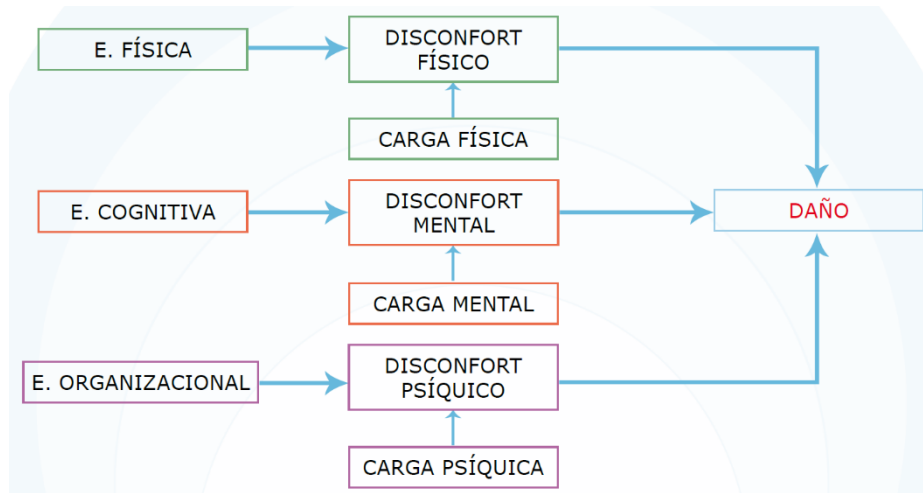 E. FÍSICA
DISCONFORT
FÍSICO
CARGA FÍSICA
E. COGNITIVA
DISCONFORT
MENTAL
DAÑO
CARGA MENTAL
E. ORGANIZACIONAL
DISCONFORT
PSÍQUICO
CARGA PSÍQUICA